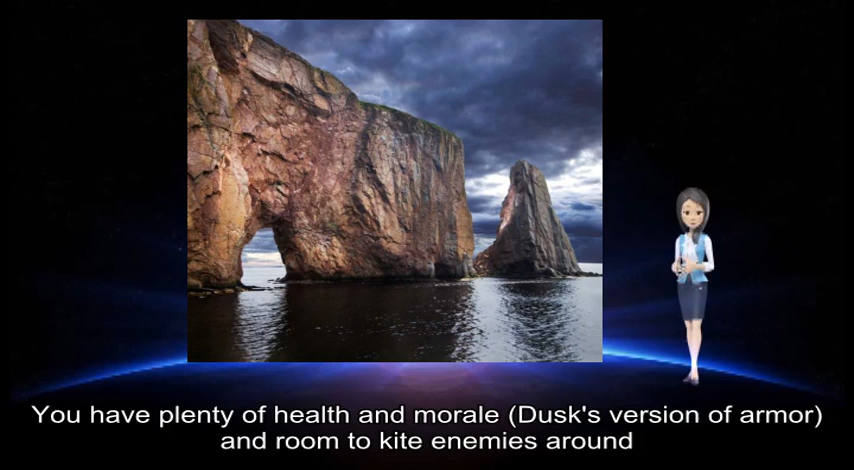 You have plenty of health and morale (Dusk's version of armor)
and room to kite enemies around